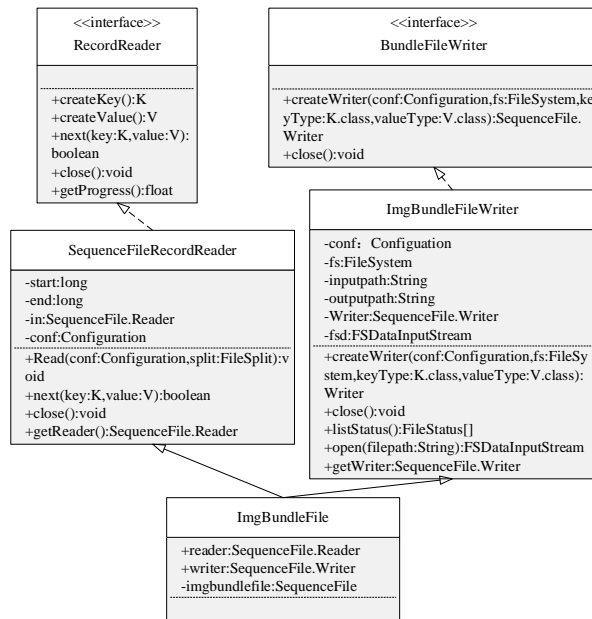 <<interface>>
RecordReader
+createKey():K
+createValue():V
+next(key:K,value:V):
boolean
+close():void
+getProgress():float
<<interface>>
BundleFileWriter
+createWriter(conf:Configuration,fs:FileSystem,ke
yType:K.class,valueType:V.class):SequenceFile.
Writer
+close():void
SequenceFileRecordReader
-start:long
-end:long
-in:SequenceFile.Reader
-conf:Configuration
+Read(conf:Configuration,split:FileSplit):v
oid
+next(key:K,value:V):boolean
+close():void
+getReader():SequenceFile.Reader
ImgBundleFileWriter
-conf：Configuation
-fs:FileSystem
-inputpath:String
-outputpath:String
-Writer:SequenceFile.Writer
-fsd:FSDataInputStream
+createWriter(conf:Configuration,fs:FileSy
stem,keyType:K.class,valueType:V.class):
Writer
+close():void
+listStatus():FileStatus[]
+open(filepath:String):FSDataInputStream
+getWriter:SequenceFile.Writer
ImgBundleFile
+reader:SequenceFile.Reader
+writer:SequenceFile.Writer
-imgbundlefile:SequenceFile